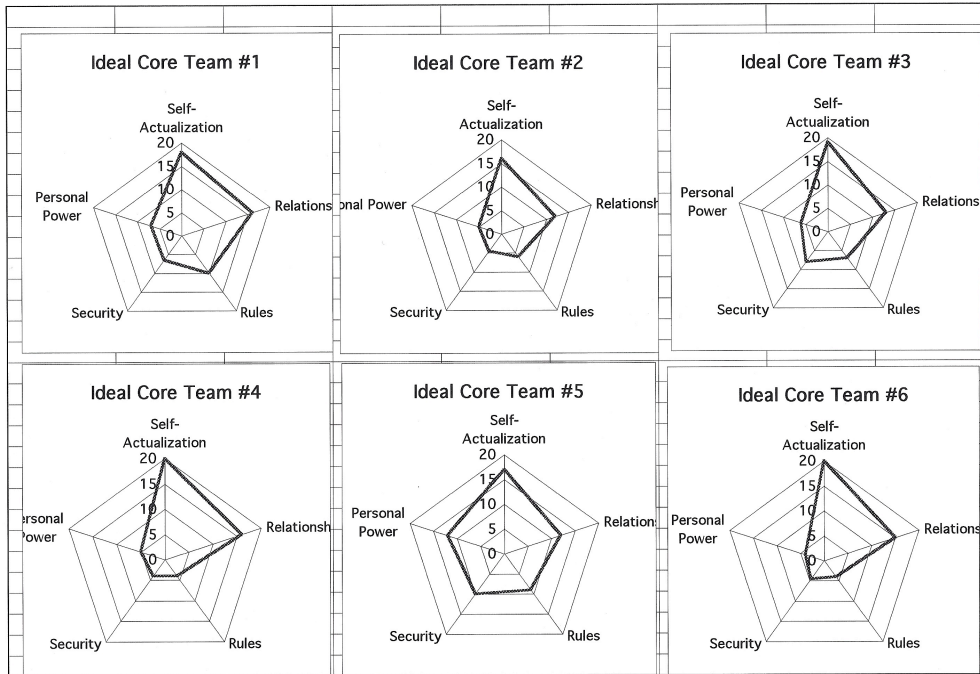 Ideal Core Team #1
Self-
Actualization
20
15
10
5
0
Personal
Power
Relations
Security
Rules
Ideal Core Team #2
Self-
Actualization
20
15
10
5
0
onal Power
Relationsh
Security
Rules
Ideal Core Team #3
Self-
Actualization
20
15
10
5
0
Personal
Power
Relations
Security
Rules
Ideal Core Team #4
Self-
Actualization
20
15
10
5
0
ersonal
Power
Relationsh
Security
Rules
Ideal Core Team #5
Self-
Actualization
20
15
10
5
0
Personal
Power
Relations
Security
Rules
Ideal Core Team #6
Self-
Actualization
20
15
10
5
0
Personal
Power
Relations
Security
Rules